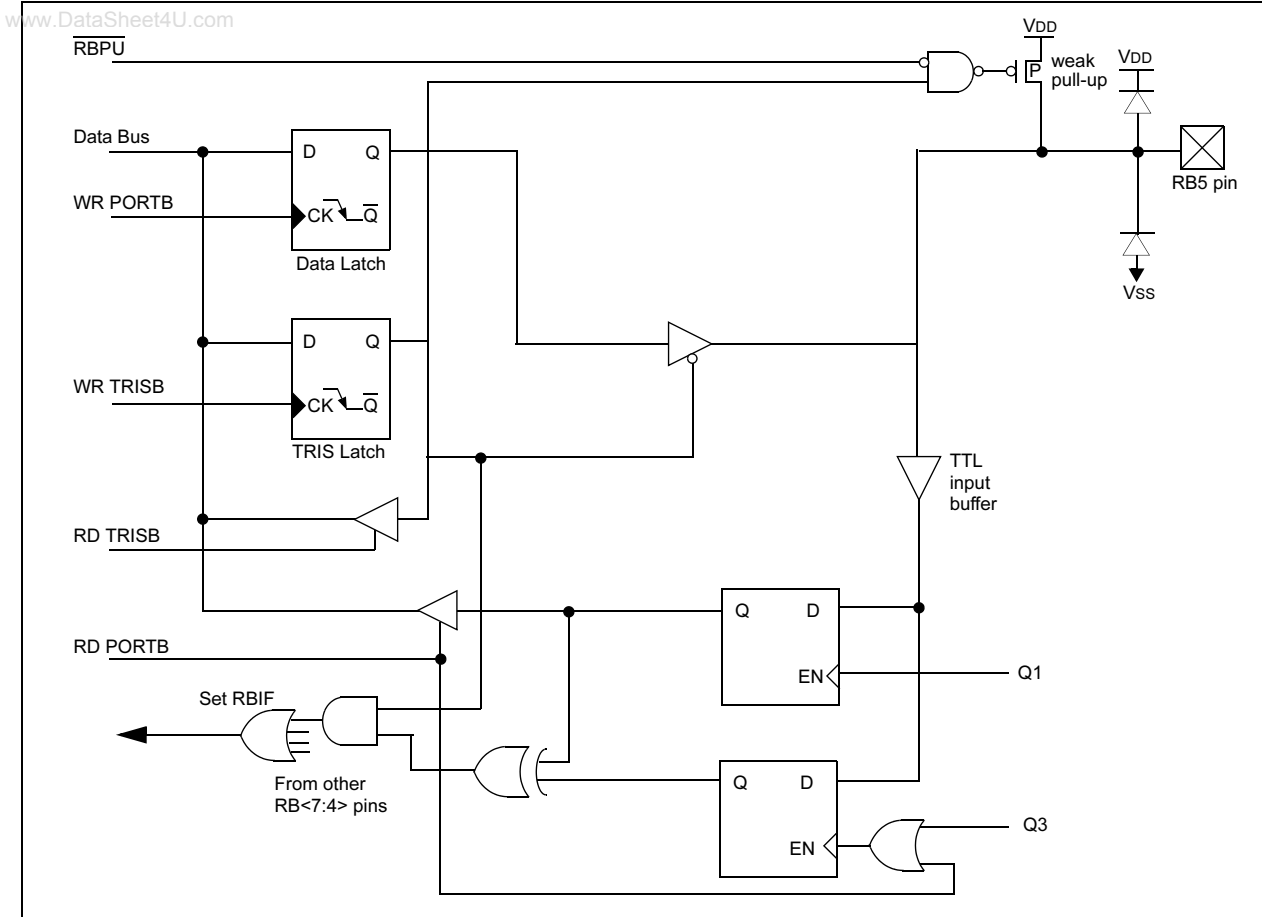 www.DataSheet4U.com
RBPU
VDD
weak
pull-up
VDD
P
Data Bus
D
Q
RB5 pin
WR PORTB
CK
Q
Data Latch
VSS
D
Q
WR TRISB
CK
Q
TRIS Latch
TTL
input
buffer
RD TRISB
Q
D
RD PORTB
EN
Q1
Set RBIF
From other
RB<7:4> pins
Q
D
Q3
EN